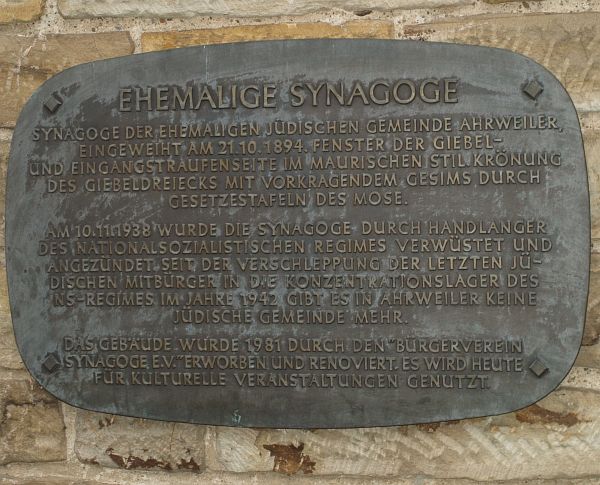 EHEMALIGE SYNAGOGE
SYNAGOGE DER EHEMALIGEN JÜDISCHEN GEMEINDE AHRWEILER,
EINGEWEIHT AM 21.10.1894. FENSTER DER GIEBEL-
UND EINGANGSTRAUFENSEITE IM MAURISCHEN STIL. KRÖNUNG
DES GIEBELDREIECKS MIT VORKRAGENDEM GESIMS DURCH
GESETZESTAFELN DES MOSE.
AM 10.11.1938 WURDE DIE SYNAGOGE DURCH HANDLANGER
DES NATIONALSOZIALISTISCHEN REGIMES VERWÜSTET UND
ANGEZÜNDET. SEIT DER VERSCHLEPPUNG DER LETZTEN JÜ-
DISCHEN MITBÜRGER IN DIE KONZENTRATIONSLAGER DES
NS-REGIMES IM JAHRE 1942 GIBT ES IN AHRWEILER KEINE
JÜDISCHE GEMEINDE MEHR.
DAS GEBÄUDE WURDE 1981 DURCH DEN "BÜRGERVEREIN
SYNAGOGE E.V." ERWORBEN UND RENOVIERT. ES WIRD HEUTE
FÜR KULTURELLE VERANSTALTUNGEN GENUTZT.